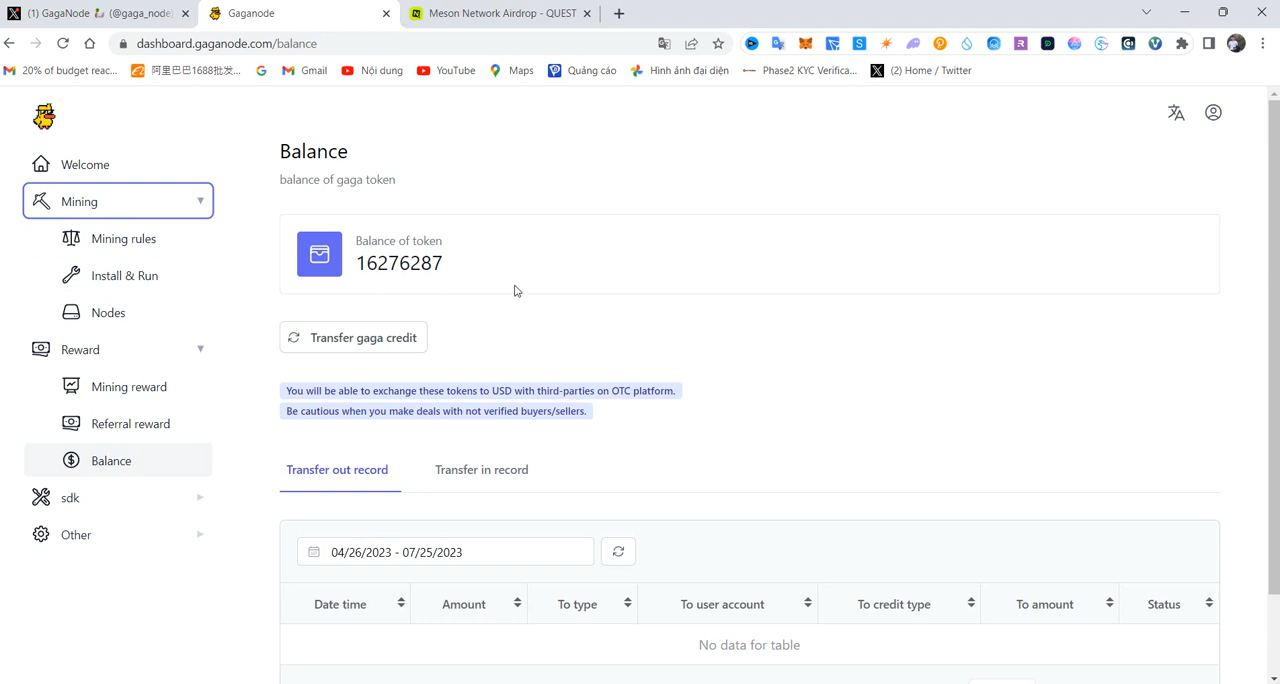 (1) GagaNode (@gaga_node)
Gaganode
Meson Network Airdrop - QUEST
dashboard.gaganode.com/balance
20% of budget reac...
阿里巴巴1688批发...
Gmail
Nội dung
YouTube
Maps
Quảng cáo
Hình ảnh đại diện
Phase2 KYC Verifica...
(2) Home / Twitter
Welcome
Mining
Mining rules
Install & Run
Nodes
Reward
Mining reward
Referral reward
Balance
sdk
Other
Balance
balance of gaga token
Balance of token
16276287
Transfer gaga credit
You will be able to exchange these tokens to USD with third-parties on OTC platform.
Be cautious when you make deals with not verified buyers/sellers.
Transfer out record
Transfer in record
04/26/2023 - 07/25/2023
Date time
Amount
To type
To user account
To credit type
To amount
Status
No data for table